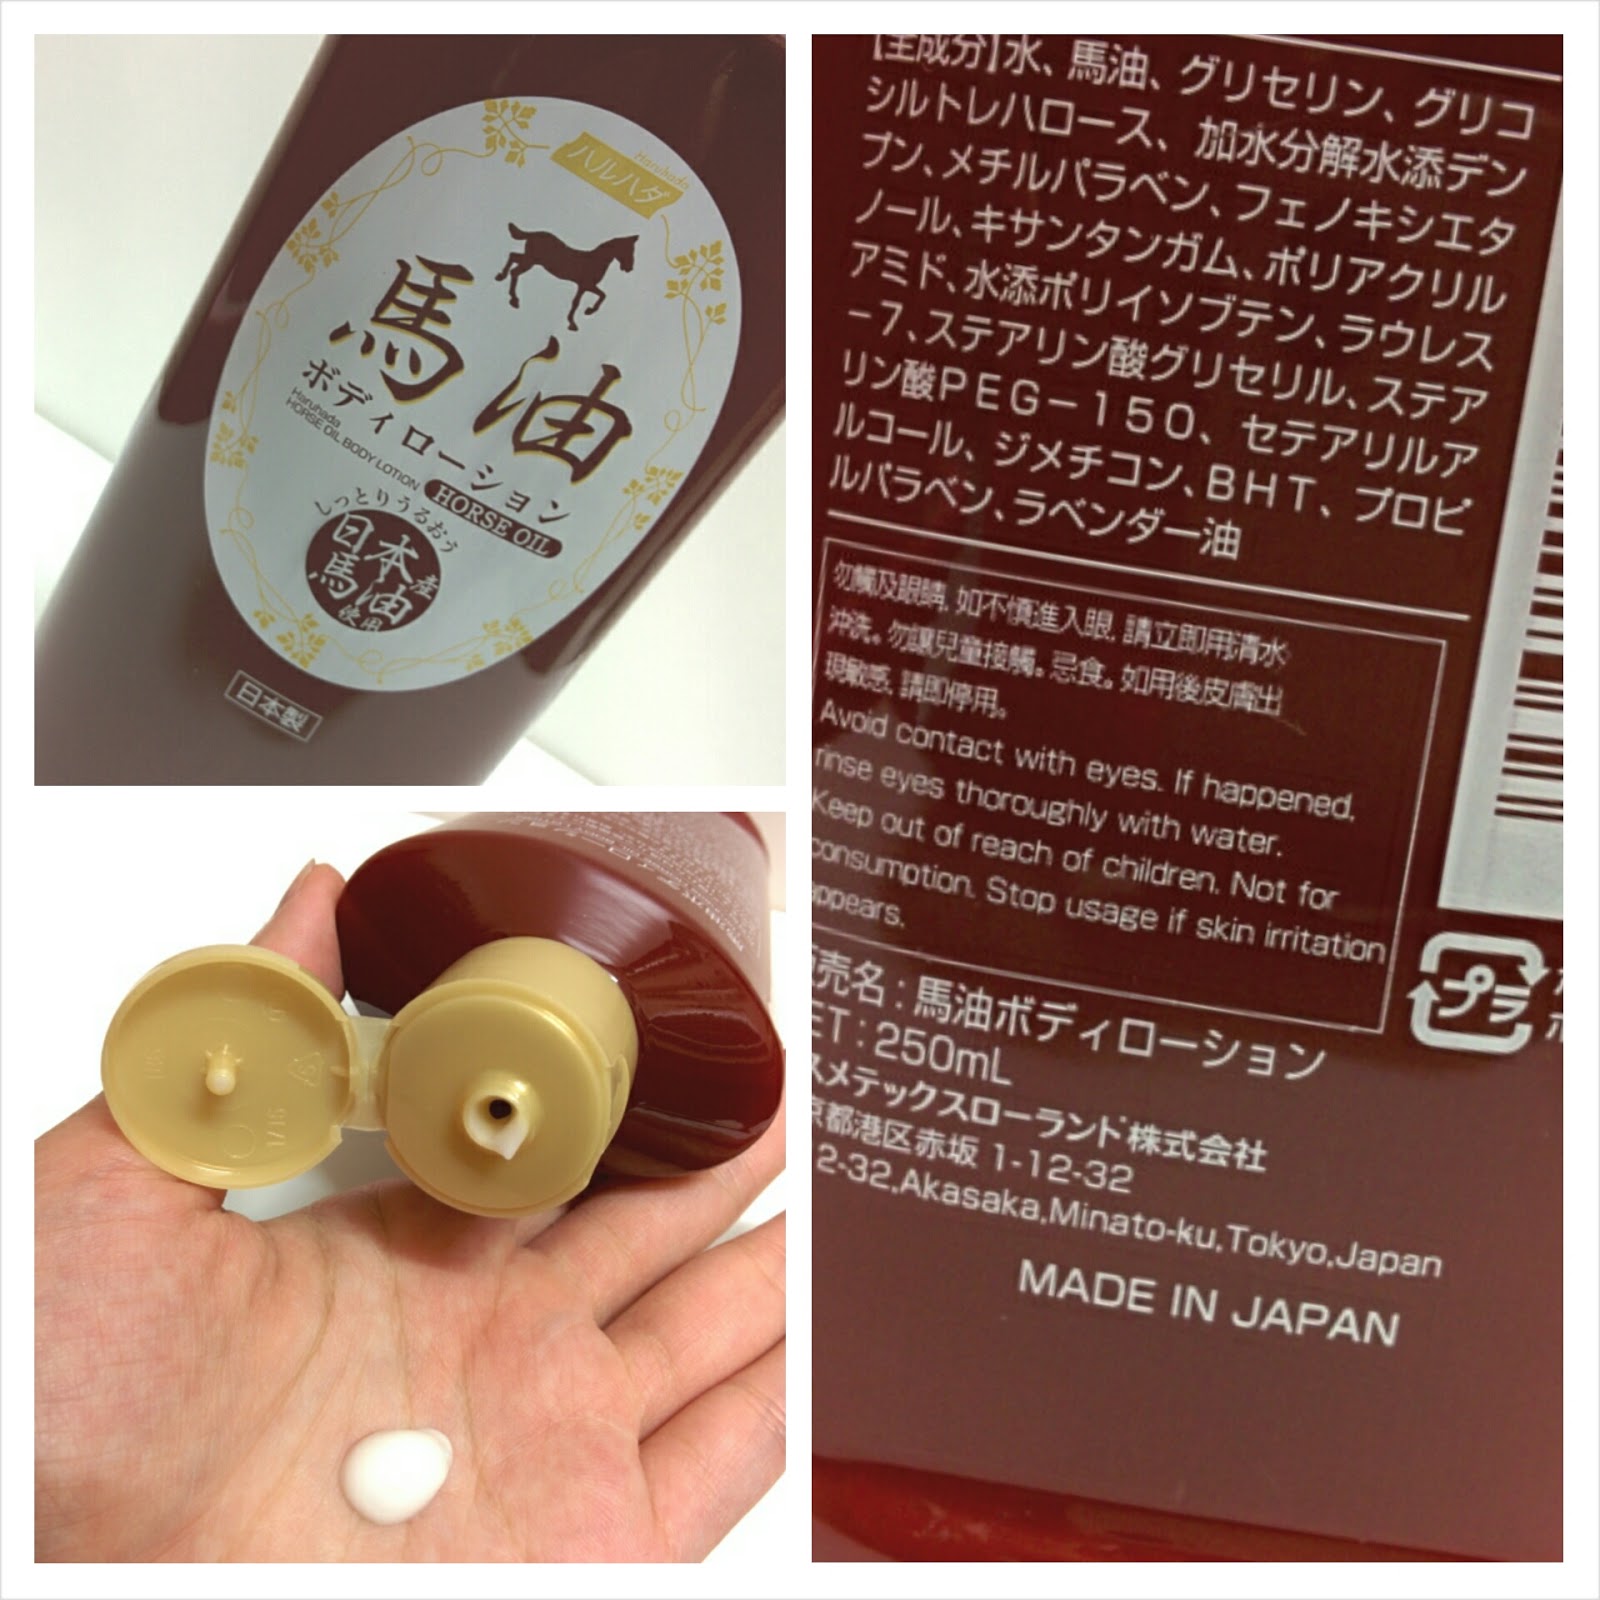 ハルハダ
Haruhada
馬油
ボディローション
Haruhada
HORSE OIL BODY LOTION
HORSE OIL
しっとりうるおう
日本産
馬油
使用
日本製
【全成分】水、馬油、グリセリン、グリコ
シルトレハロース、加水分解水添デン
プン、メチルパラベン、フェノキシエタ
ノール、キサンタンガム、ポリアクリル
アミド、水添ポリイソブテン、ラウレス
-7、ステアリン酸グリセリル、ステア
リン酸PEG-150、セテアリルア
ルコール、ジメチコン、BHT、プロピ
ルパラベン、ラベンダー油
勿觸及眼睛,如不慎進入眼,請立即用清水
沖洗。勿讓兒童接觸。忌食。如用後皮膚出
現敏感,請即停用。
Avoid contact with eyes. If happened,
rinse eyes thoroughly with water.
Keep out of reach of children. Not for
consumption. Stop usage if skin irritation
appears.
販売名:馬油ボディローション
ET:250mL
スメテックスローランド株式会社
京都港区赤坂 1-12-32
2-32,Akasaka,Minato-ku,Tokyo,Japan
MADE IN JAPAN
プラ